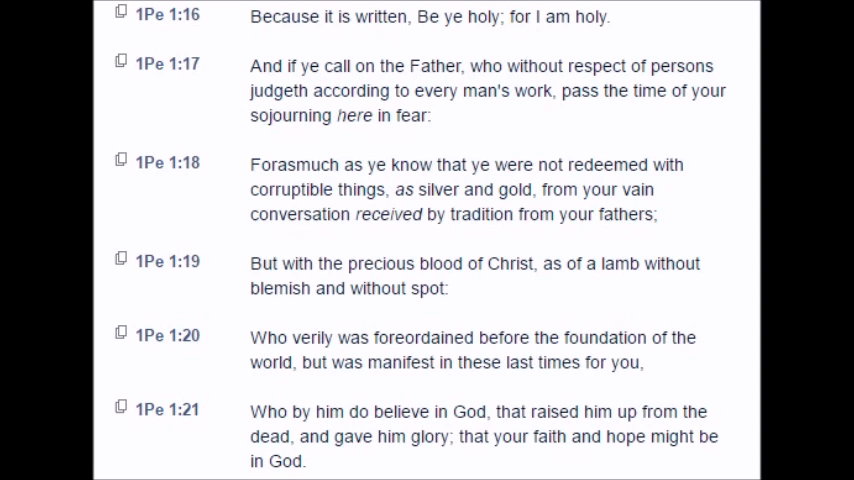 1Pe 1:16 Because it is written, Be ye holy; for I am holy.
1Pe 1:17 And if ye call on the Father, who without respect of persons
judgeth according to every man's work, pass the time of your
sojourning here in fear:
1Pe 1:18 Forasmuch as ye know that ye were not redeemed with
corruptible things, as silver and gold, from your vain
conversation received by tradition from your fathers;
1Pe 1:19 But with the precious blood of Christ, as of a lamb without
blemish and without spot:
1Pe 1:20 Who verily was foreordained before the foundation of the
world, but was manifest in these last times for you,
1Pe 1:21 Who by him do believe in God, that raised him up from the
dead, and gave him glory; that your faith and hope might be
in God.